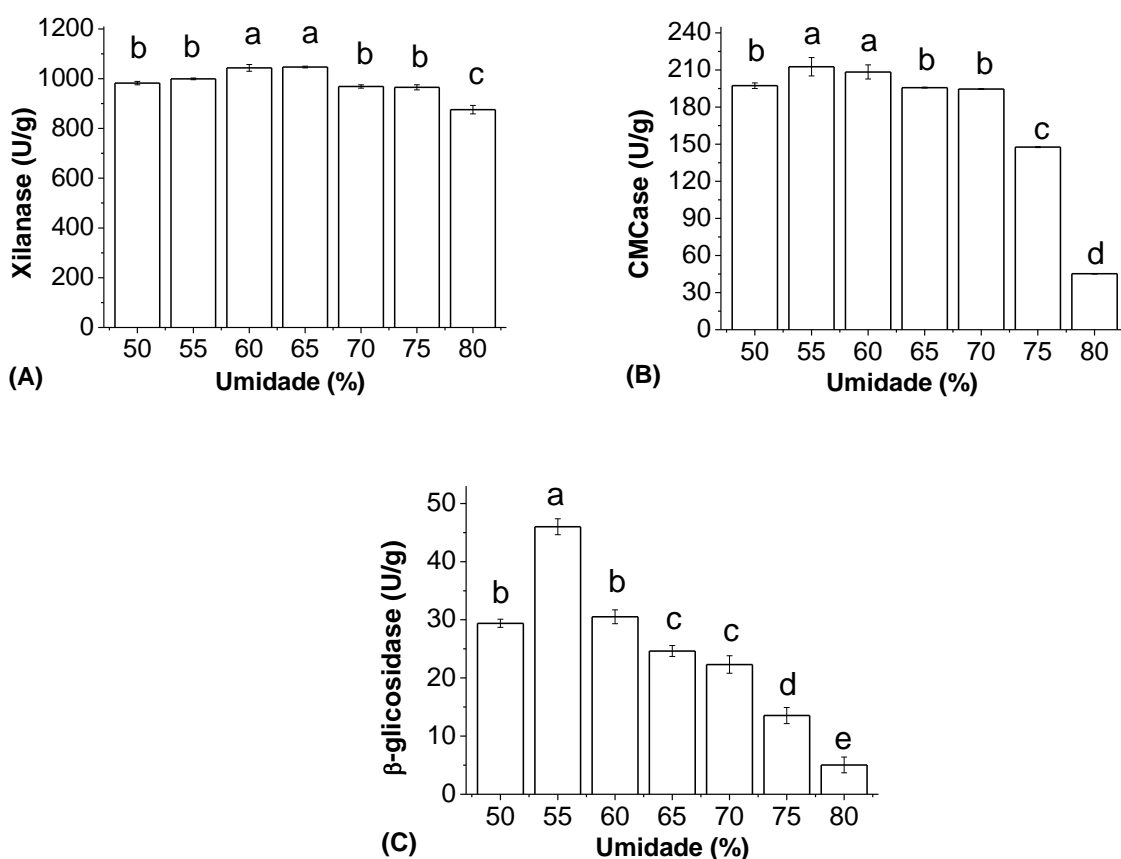 Xilanase (U/g)
1200
1000
800
600
400
200
0
b b a a b b c
50 55 60 65 70 75 80
Umidade (%)
(A)
CMCase (U/g)
240
210
180
150
120
90
60
30
0
b a a b b c d
50 55 60 65 70 75 80
Umidade (%)
(B)
β-glicosidase (U/g)
50
40
30
20
10
0
b a b c c d e
50 55 60 65 70 75 80
Umidade (%)
(C)